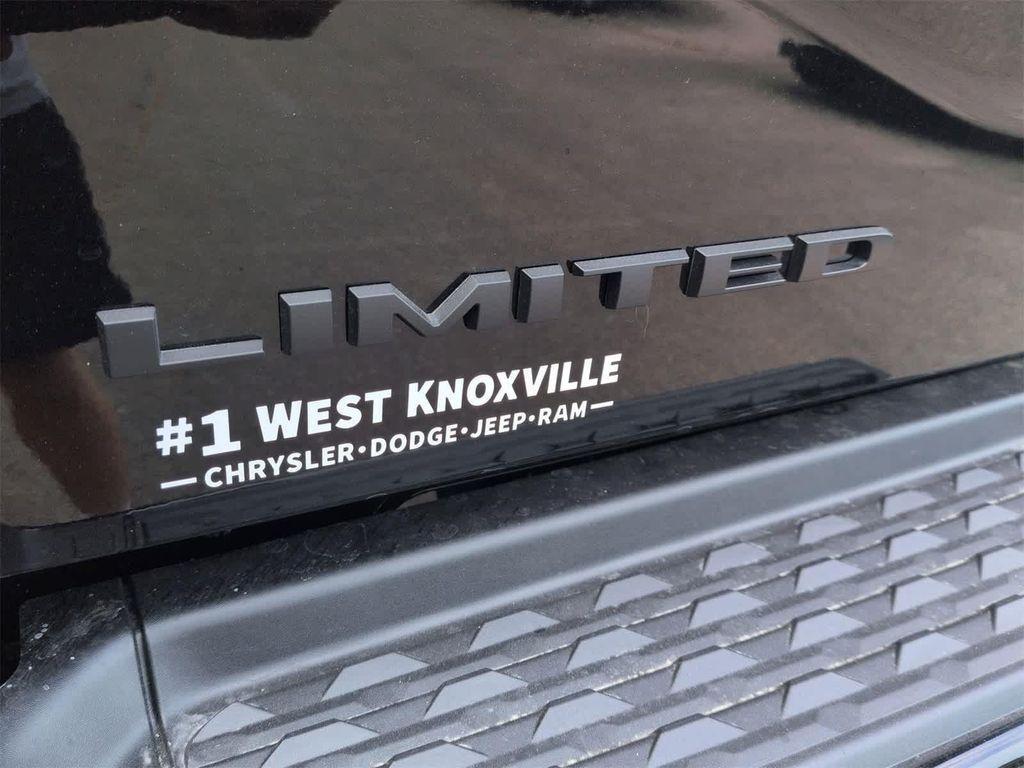 LIMITED
#1 WEST KNOXVILLE
— CHRYSLER•DODGE•JEEP•RAM —